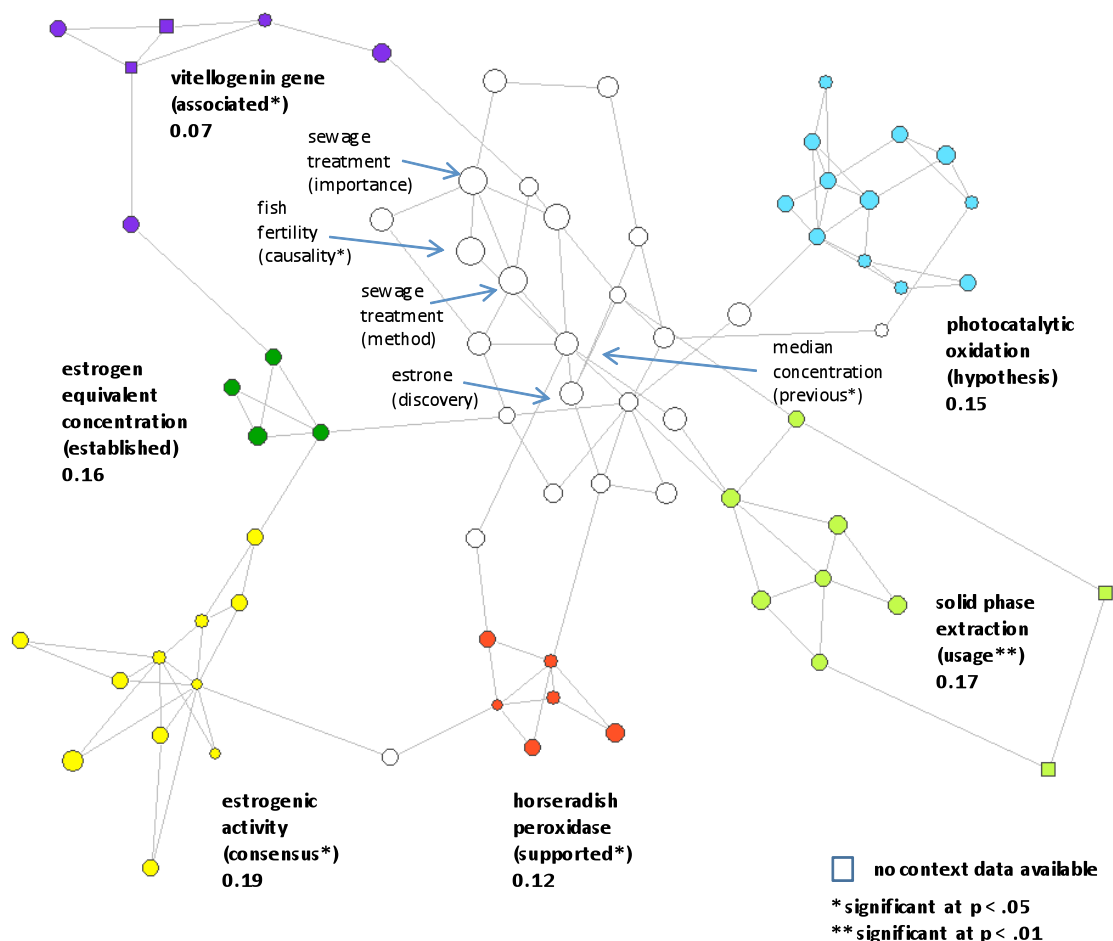 vitellogenin gene
(associated*)
0.07
sewage
treatment
(importance)
fish
fertility
(causality*)
sewage
treatment
(method)
estrone
(discovery)
median
concentration
(previous*)
photocatalytic
oxidation
(hypothesis)
0.15
estrogen
equivalent
concentration
(established)
0.16
solid phase
extraction
(usage**)
0.17
estrogenic
activity
(consensus*)
0.19
horseradish
peroxidase
(supported*)
0.12
no context data available
*significant at p< .05
**significant at p< .01